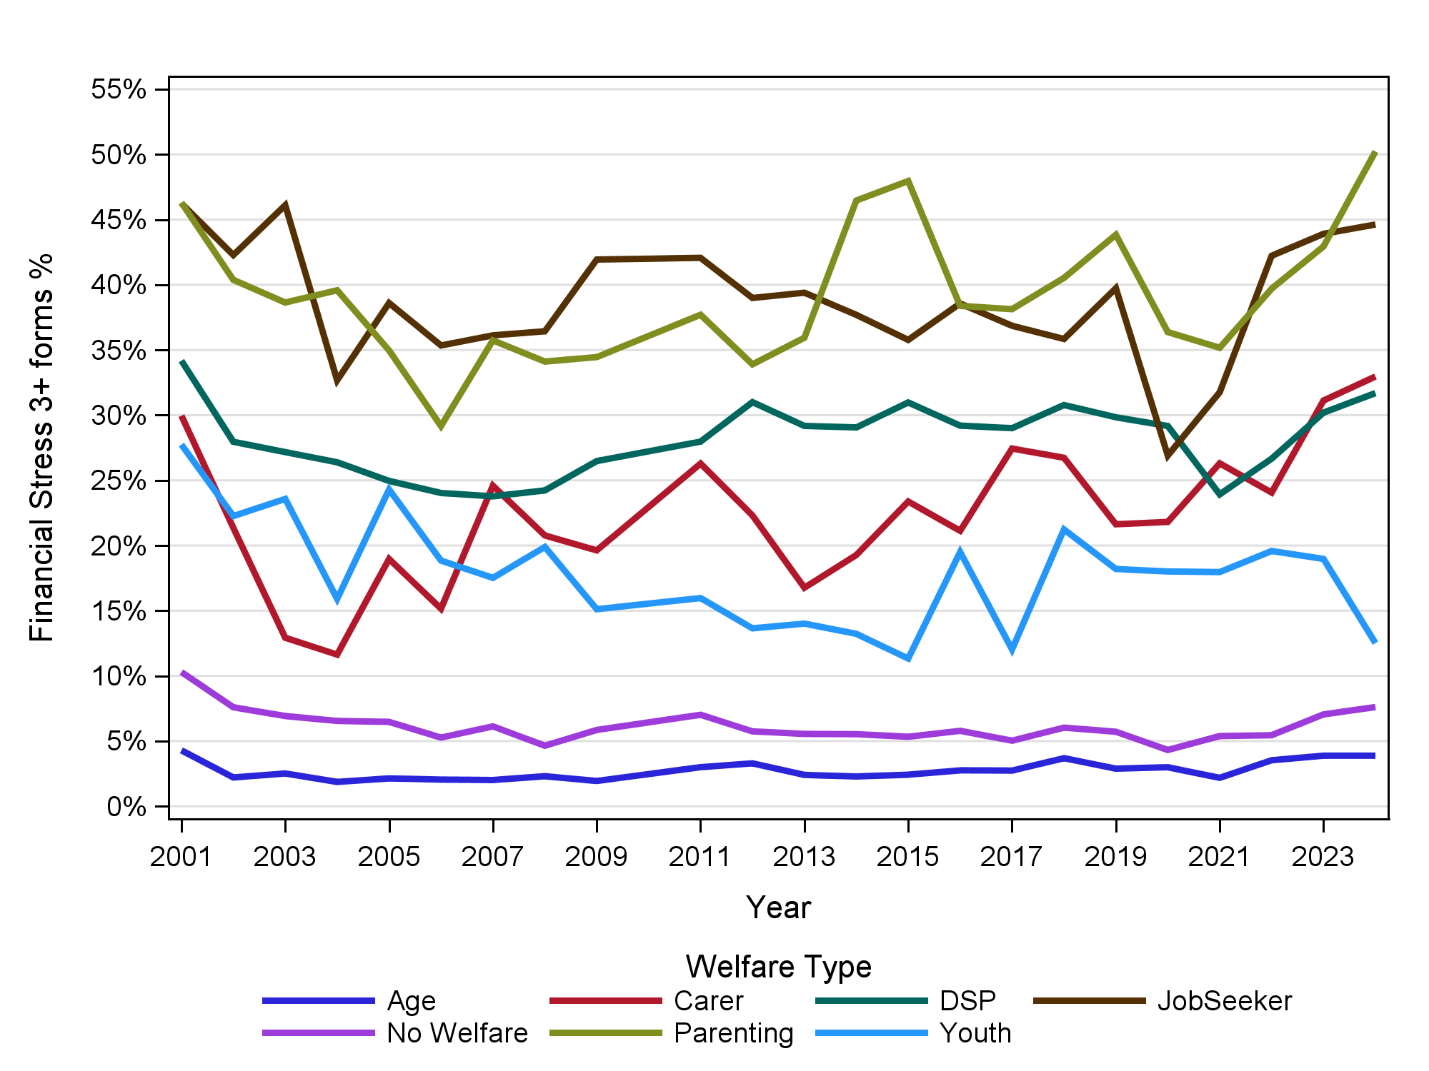 55%
50%
45%
40%
35%
30%
25%
20%
15%
10%
5%
0%
Financial Stress 3+ forms %
2001 2003 2005 2007 2009 2011 2013 2015 2017 2019 2021 2023
Year
Welfare Type
Age Carer DSP JobSeeker
No Welfare Parenting Youth